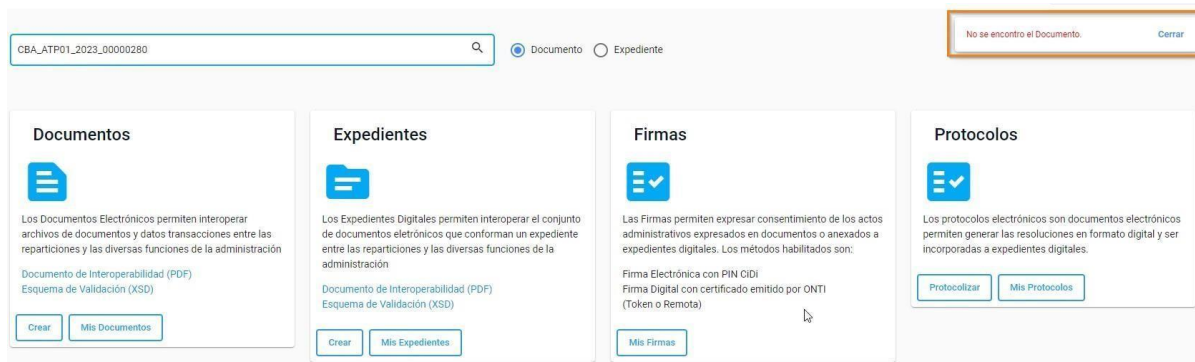 CBA_ATP01_2023_00000280
Documento
Expediente
No se encontro el Documento.
Cerrar
Documentos
Los Documentos Electrónicos permiten interoperar
archivos de documentos y datos transacciones entre las
reparticiones y las diversas funciones de la administración
Documento de Interoperabilidad (PDF)
Esquema de Validación (XSD)
Crear
Mis Documentos
Expedientes
Los Expedientes Digitales permiten interoperar el conjunto
de documentos eletrónicos que conforman un expediente
entre las reparticiones y las diversas funciones de la
administración
Documento de Interoperabilidad (PDF)
Esquema de Validación (XSD)
Crear
Mis Expedientes
Firmas
Las Firmas permiten expresar consentimiento de los actos
administrativos expresados en documentos o anexados a
expedientes digitales. Los métodos habilitados son:
Firma Electrónica con PIN CiDi
Firma Digital con certificado emitido por ONTI
(Token o Remota)
Mis Firmas
Protocolos
Los protocolos electrónicos son documentos electrónicos
permiten generar las resoluciones en formato digital y ser
incorporadas a expedientes digitales.
Protocolizar
Mis Protocolos